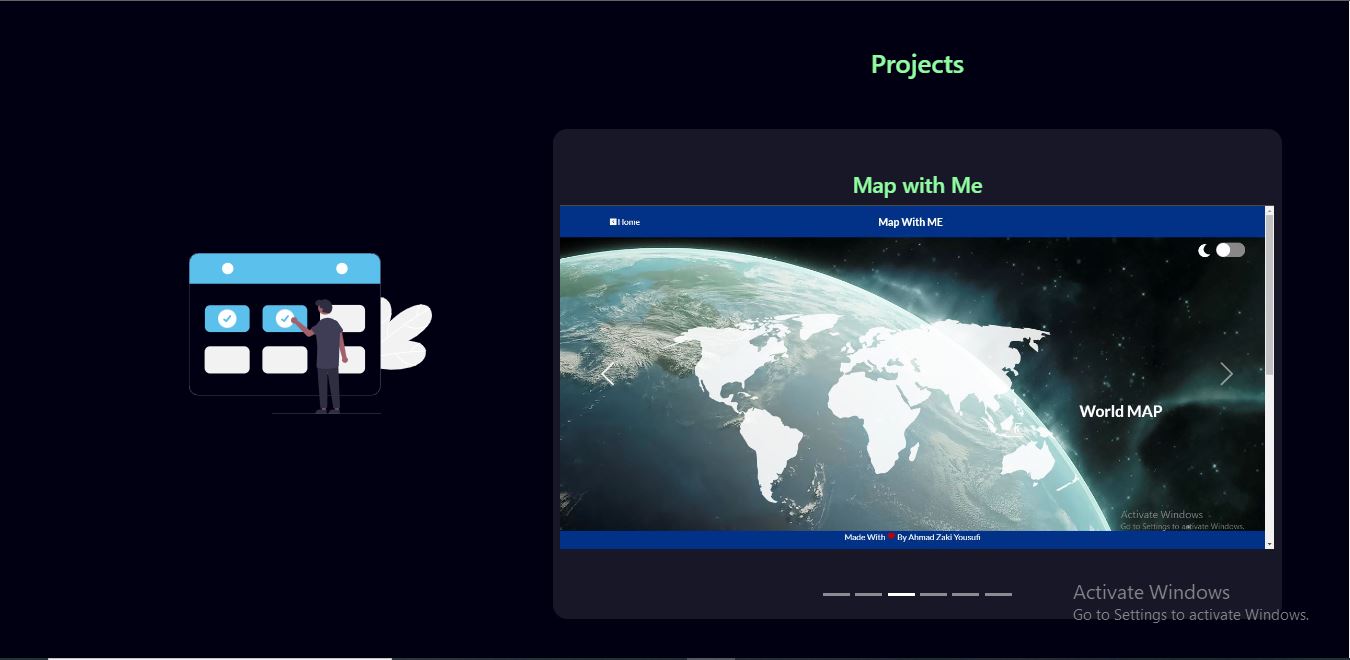 Projects
Map with Me
Home
Map With ME
World MAP
Activate Windows
Go to Settings to activate Windows.
Made With By Ahmad Zaki Yousufi
Activate Windows
Go to Settings to activate Windows.